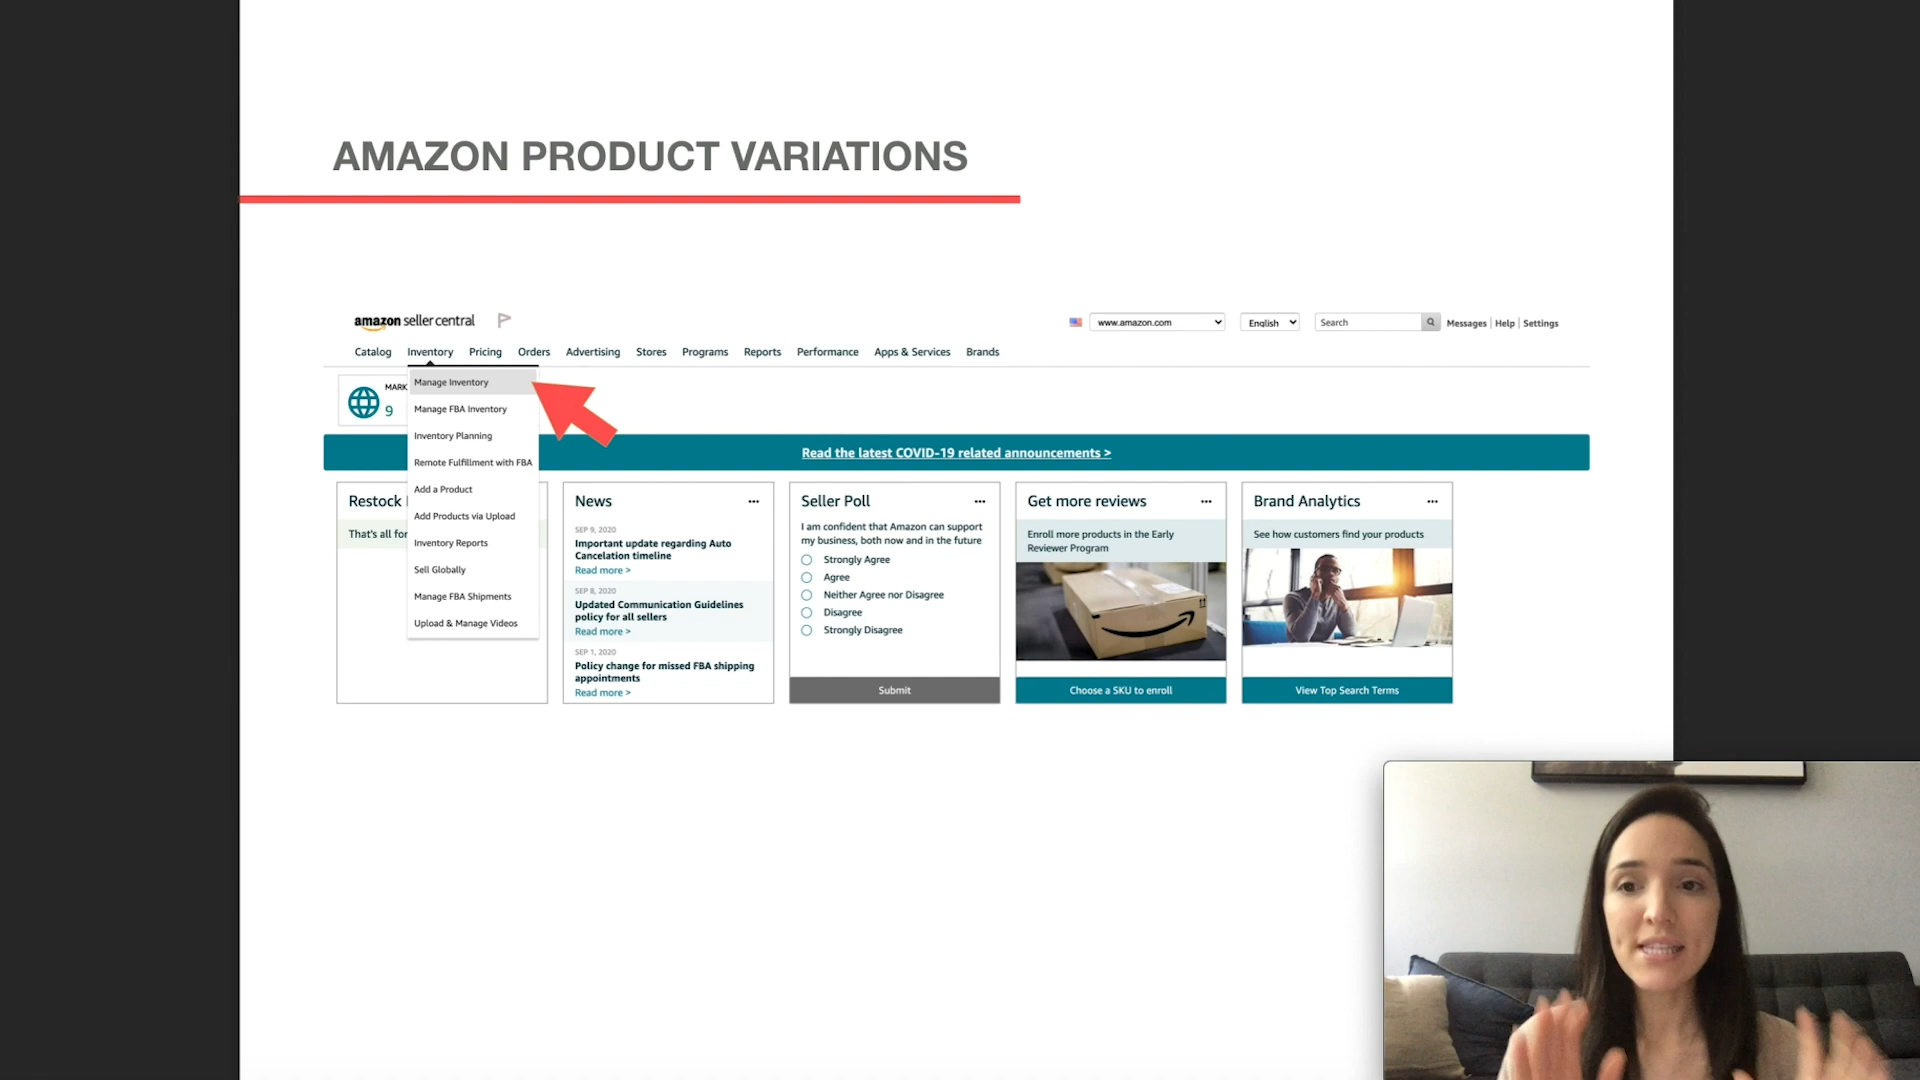 AMAZON PRODUCT VARIATIONS
amazon seller central
www.amazon.com
English
Search
Messages | Help | Settings
Catalog Inventory Pricing Orders Advertising Stores Programs Reports Performance Apps & Services Brands
MARK
9
Manage Inventory
Manage FBA Inventory
Inventory Planning
Remote Fulfillment with FBA
Add a Product
Add Products via Upload
Inventory Reports
Sell Globally
Manage FBA Shipments
Upload & Manage Videos
Read the latest COVID-19 related announcements >
Restock
That's all for
News
SEP 9, 2020
Important update regarding Auto
Cancelation timeline
Read more >
SEP 8, 2020
Updated Communication Guidelines
policy for all sellers
Read more >
SEP 1, 2020
Policy change for missed FBA shipping
appointments
Read more >
Seller Poll
I am confident that Amazon can support
my business, both now and in the future
Strongly Agree
Agree
Neither Agree nor Disagree
Disagree
Strongly Disagree
Submit
Get more reviews
Enroll more products in the Early
Reviewer Program
Choose a SKU to enroll
Brand Analytics
See how customers find your products
View Top Search Terms